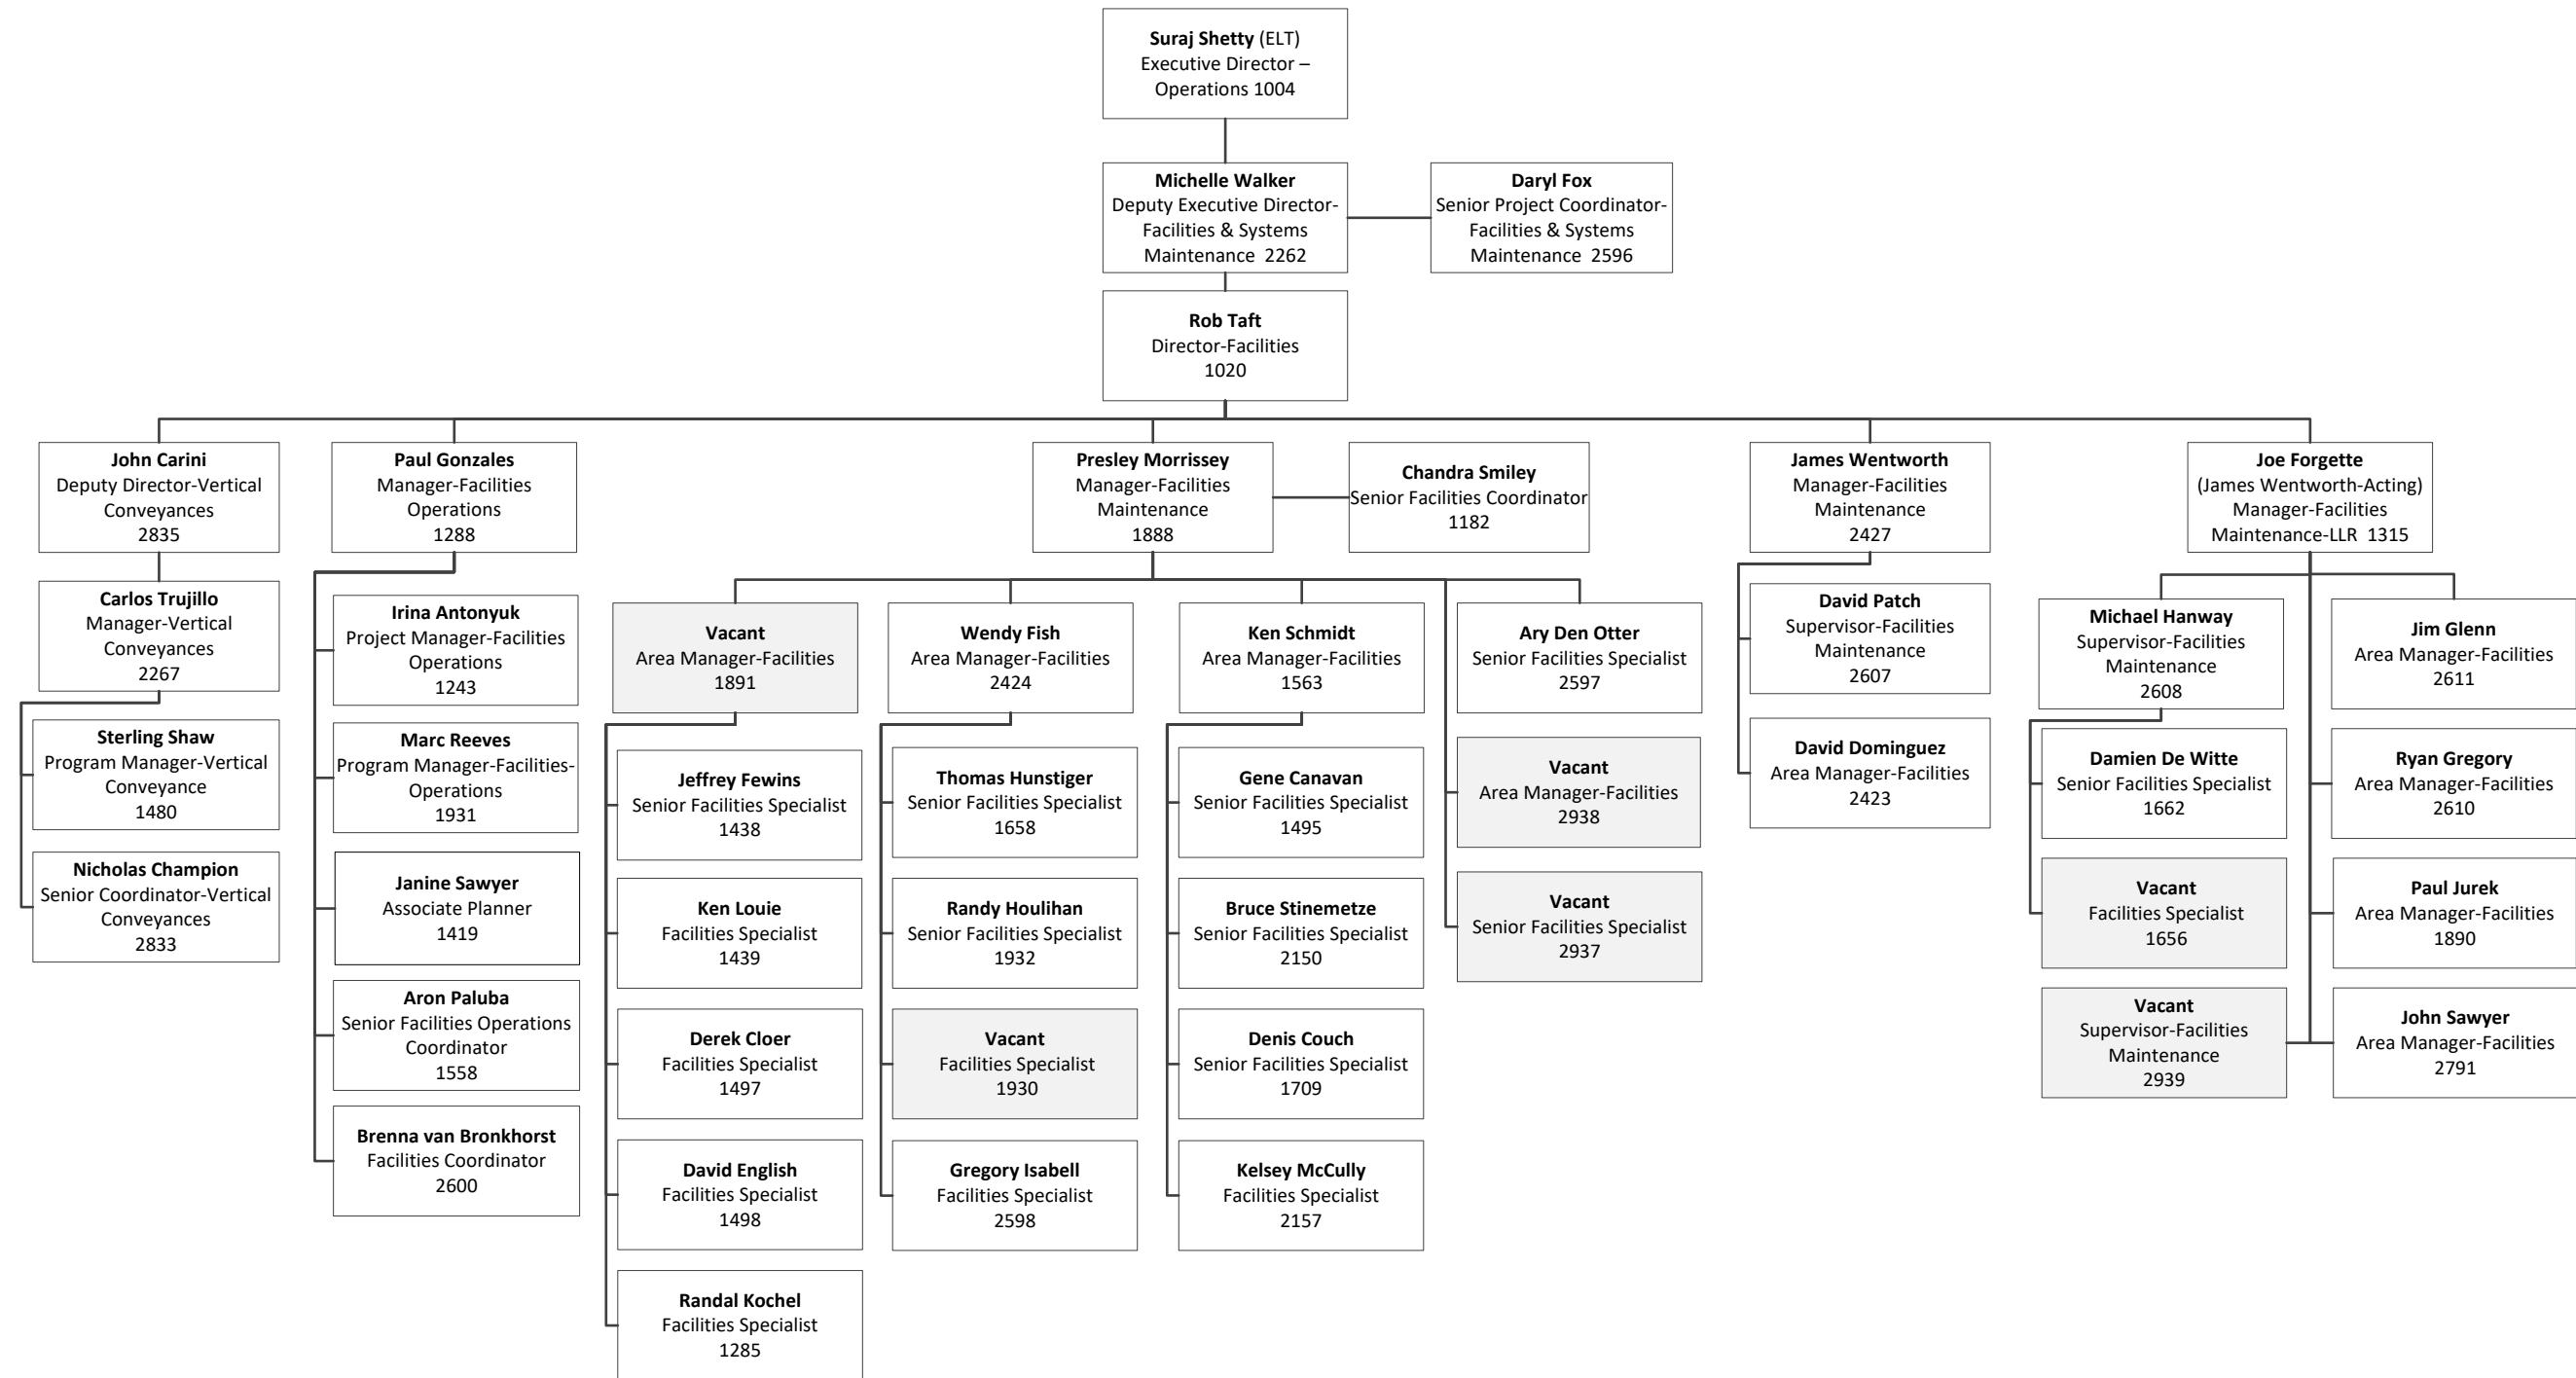 Suraj Shetty (ELT)
Executive Director –
Operations 1004
Michelle Walker
Deputy Executive Director-
Facilities & Systems
Maintenance 2262
Daryl Fox
Senior Project Coordinator-
Facilities & Systems
Maintenance 2596
Rob Taft
Director-Facilities
1020
John Carini
Deputy Director-Vertical
Conveyances
2835
Paul Gonzales
Manager-Facilities
Operations
1288
Presley Morrissey
Manager-Facilities
Maintenance
1888
Chandra Smiley
Senior Facilities Coordinator
1182
James Wentworth
Manager-Facilities
Maintenance
2427
Joe Forgette
(James Wentworth-Acting)
Manager-Facilities
Maintenance-LLR 1315
Carlos Trujillo
Manager-Vertical
Conveyances
2267
Sterling Shaw
Program Manager-Vertical
Conveyance
1480
Nicholas Champion
Senior Coordinator-Vertical
Conveyances
2833
Irina Antonyuk
Project Manager-Facilities
Operations
1243
Marc Reeves
Program Manager-Facilities-
Operations
1931
Janine Sawyer
Associate Planner
1419
Aron Paluba
Senior Facilities Operations
Coordinator
1558
Brenna van Bronkhorst
Facilities Coordinator
2600
Vacant
Area Manager-Facilities
1891
Jeffrey Fewins
Senior Facilities Specialist
1438
Ken Louie
Facilities Specialist
1439
Derek Cloer
Facilities Specialist
1497
David English
Facilities Specialist
1498
Randal Kochel
Facilities Specialist
1285
Wendy Fish
Area Manager-Facilities
2424
Thomas Hunstiger
Senior Facilities Specialist
1658
Randy Houlihan
Senior Facilities Specialist
1932
Vacant
Facilities Specialist
1930
Gregory Isabell
Facilities Specialist
2598
Ken Schmidt
Area Manager-Facilities
1563
Gene Canavan
Senior Facilities Specialist
1495
Bruce Stinemetze
Senior Facilities Specialist
2150
Denis Couch
Senior Facilities Specialist
1709
Kelsey McCully
Facilities Specialist
2157
Ary Den Otter
Senior Facilities Specialist
2597
Vacant
Area Manager-Facilities
2938
Vacant
Senior Facilities Specialist
2937
David Patch
Supervisor-Facilities
Maintenance
2607
David Dominguez
Area Manager-Facilities
2423
Michael Hanway
Supervisor-Facilities
Maintenance
2608
Damien De Witte
Senior Facilities Specialist
1662
Vacant
Facilities Specialist
1656
Vacant
Supervisor-Facilities
Maintenance
2939
Jim Glenn
Area Manager-Facilities
2611
Ryan Gregory
Area Manager-Facilities
2610
Paul Jurek
Area Manager-Facilities
1890
John Sawyer
Area Manager-Facilities
2791